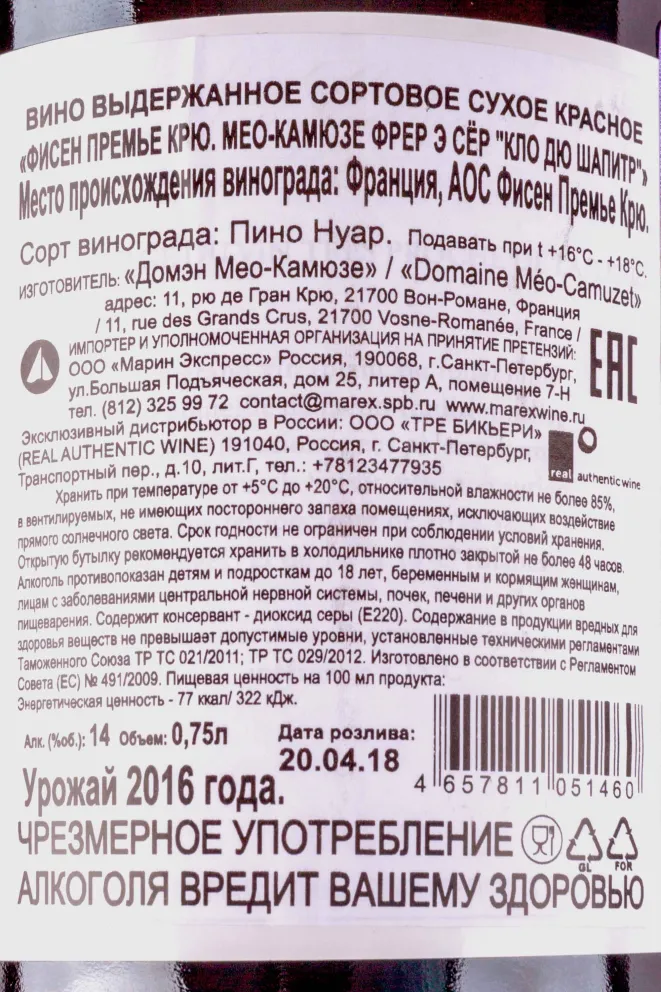 ВИНО ВЫДЕРЖАННОЕ СОРТОВОЕ СУХОЕ КРАСНОЕ
«ФИСЕН ПРЕМЬЕ КРЮ. МЕО-КАМЮЗЕ ФРЕР Э СЁР "КЛО ДЮ ШАПИТР"»
Место происхождения винограда: Франция, АОС Фисен Премье Крю.
Сорт винограда: Пино Нуар. Подавать при t +16°C - +18°C.
ИЗГОТОВИТЕЛЬ: «Домэн Мео-Камюзе» / «Domaine Méo-Camuzet»
адрес: 11, рю де Гран Крю, 21700 Вон-Романе, Франция
/ 11, rue des Grands Crus, 21700 Vosne-Romanée, France /
ИМПОРТЕР И УПОЛНОМОЧЕННАЯ ОРГАНИЗАЦИЯ НА ПРИНЯТИЕ ПРЕТЕНЗИЙ:
ООО «Марин Экспресс» Россия, 190068, г.Санкт-Петербург,
ул.Большая Подъяческая, дом 25, литер А, помещение 7-Н
тел. (812) 325 99 72 contact@marex.spb.ru www.marexwine.ru
EAC
Эксклюзивный дистрибьютор в России: ООО «ТРЕ БИКЬЕРИ»
(REAL AUTHENTIC WINE) 191040, Россия, г. Санкт-Петербург,
Транспортный пер., д.10, лит.Г, тел.: +78123477935
real authentic wine
Хранить при температуре от +5°C до +20°C, относительной влажности не более 85%,
в вентилируемых, не имеющих постороннего запаха помещениях, исключающих воздействие
прямого солнечного света. Срок годности не ограничен при соблюдении условий хранения.
Открытую бутылку рекомендуется хранить в холодильнике плотно закрытой не более 48 часов.
Алкоголь противопоказан детям и подросткам до 18 лет, беременным и кормящим женщинам,
лицам с заболеваниями центральной нервной системы, почек, печени и других органов
пищеварения. Содержит консервант - диоксид серы (Е220). Содержание в продукции вредных для
здоровья веществ не превышает допустимые уровни, установленные техническими регламентами
Таможенного Союза ТР ТС 021/2011; ТР ТС 029/2012. Изготовлено в соответствии с Регламентом
Совета (ЕС) № 491/2009. Пищевая ценность на 100 мл продукта:
Энергетическая ценность - 77 ккал/ 322 кДж.
Алк. (%об.): 14 Объем: 0,75л
Дата розлива:
20.04.18
4 657811 051460
Урожай 2016 года.
ЧРЕЗМЕРНОЕ УПОТРЕБЛЕНИЕ
GL FOR
АЛКОГОЛЯ ВРЕДИТ ВАШЕМУ ЗДОРОВЬЮ